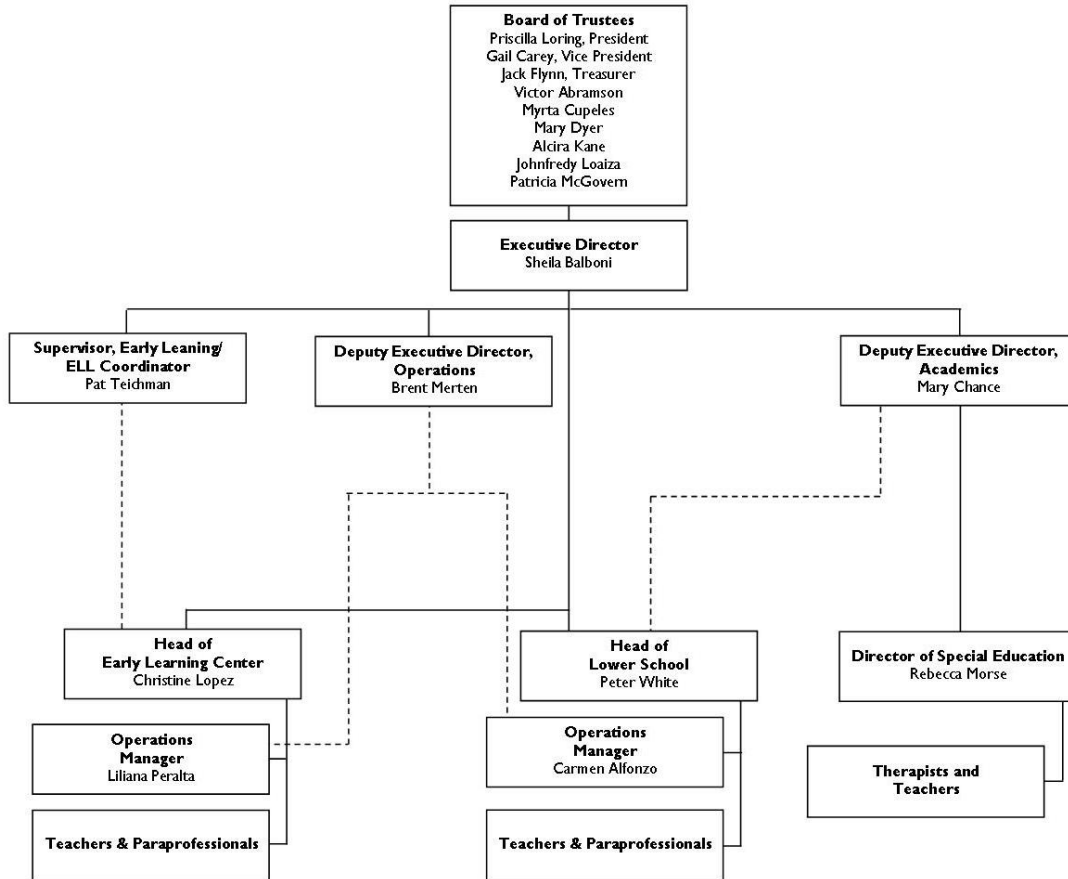 Board of Trustees
Priscilla Loring, President
Gail Carey, Vice President
Jack Flynn, Treasurer
Victor Abramson
Myrta Cupeles
Mary Dyer
Alcira Kane
Johnfredy Loaiza
Patricia McGovern
Executive Director
Sheila Balboni
Supervisor, Early Leaning/
ELL Coordinator
Pat Teichman
Deputy Executive Director,
Operations
Brent Merten
Deputy Executive Director,
Academics
Mary Chance
Head of
Early Learning Center
Christine Lopez
Head of
Lower School
Peter White
Director of Special Education
Rebecca Morse
Operations
Manager
Liliana Peralta
Operations
Manager
Carmen Alfonzo
Therapists and
Teachers
Teachers & Paraprofessionals
Teachers & Paraprofessionals